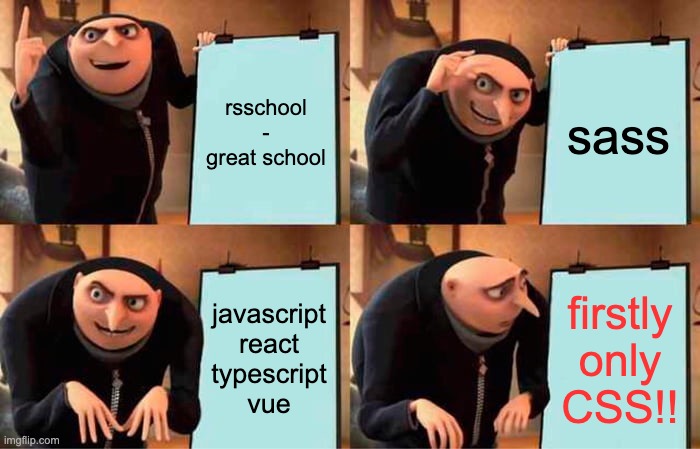 rsschool
-
great school
sass
javascript
react
typescript
vue
firstly
only
CSS!!
imgflip.com